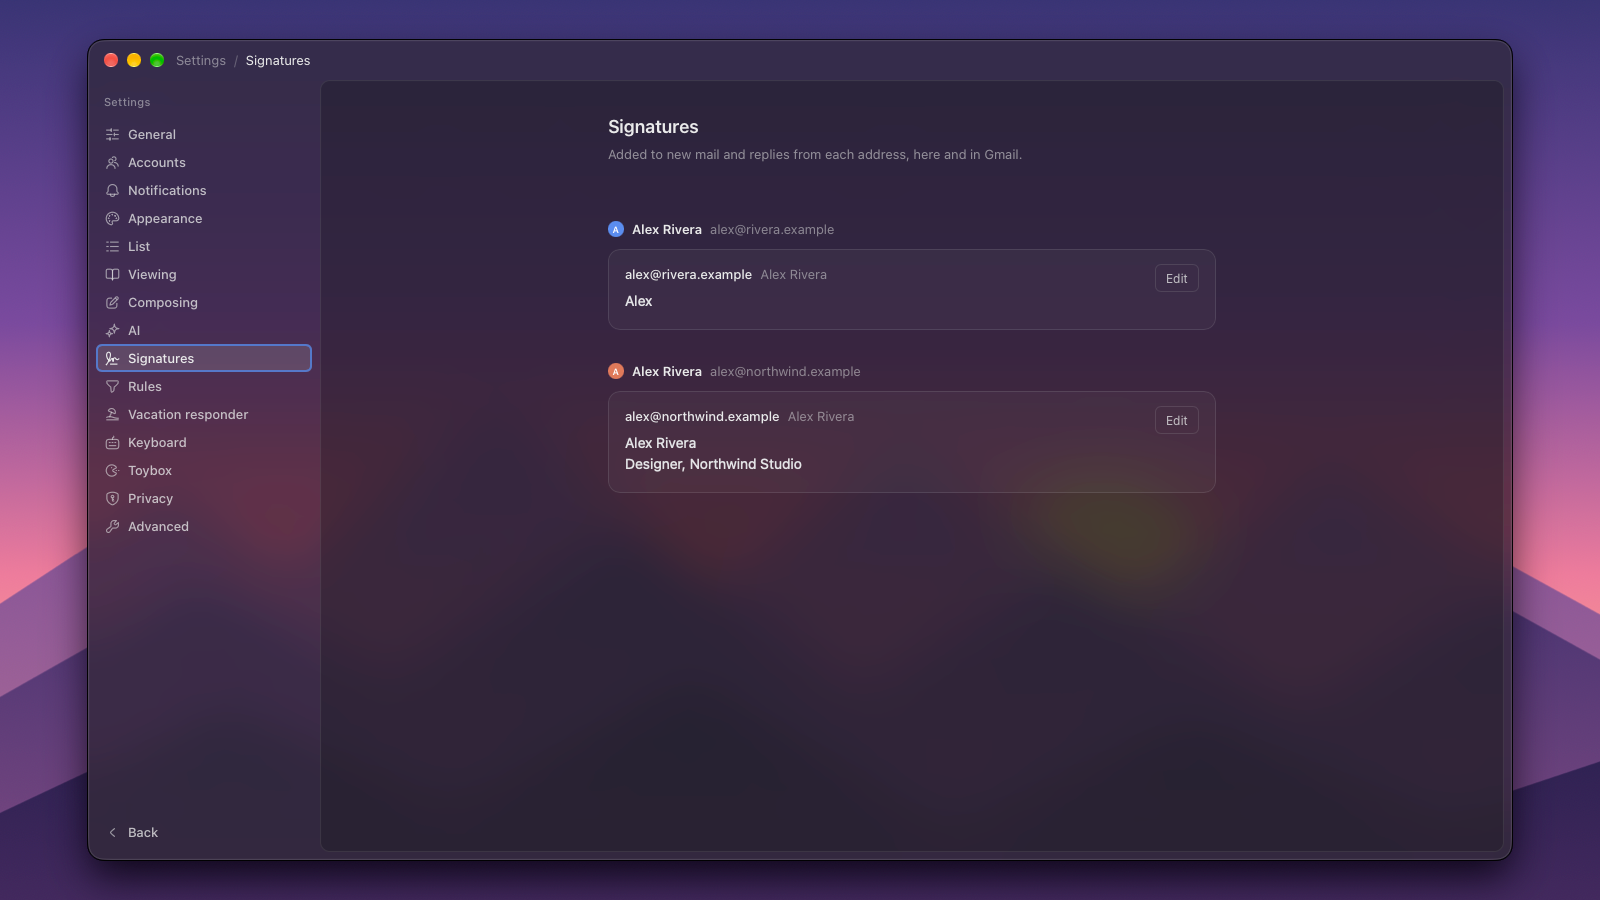 Settings / Signatures
Settings
General
Accounts
Notifications
Appearance
List
Viewing
Composing
AI
Signatures
Rules
Vacation responder
Keyboard
Toybox
Privacy
Advanced
Back
Signatures
Added to new mail and replies from each address, here and in Gmail.
A Alex Rivera alex@rivera.example
alex@rivera.example Alex Rivera Edit
Alex
A Alex Rivera alex@northwind.example
alex@northwind.example Alex Rivera Edit
Alex Rivera
Designer, Northwind Studio